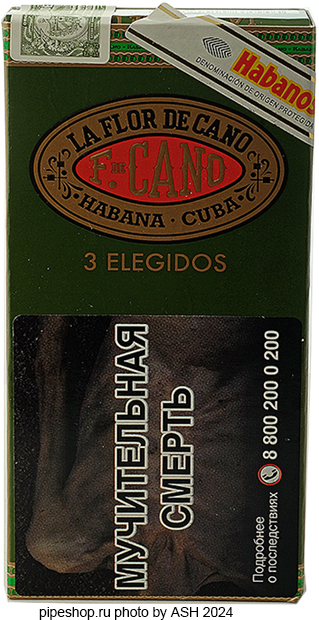 Habanos
DENOMINACIÓN DE ORIGEN PROTEGIDA
LA FLOR DE CANO
F. DE CANO
HABANA · CUBA
3 ELEGIDOS
МУЧИТЕЛЬНАЯ
СМЕРТЬ
Подробнее
о последствиях 8 800 200 0 200
pipeshop.ru photo by ASH 2024